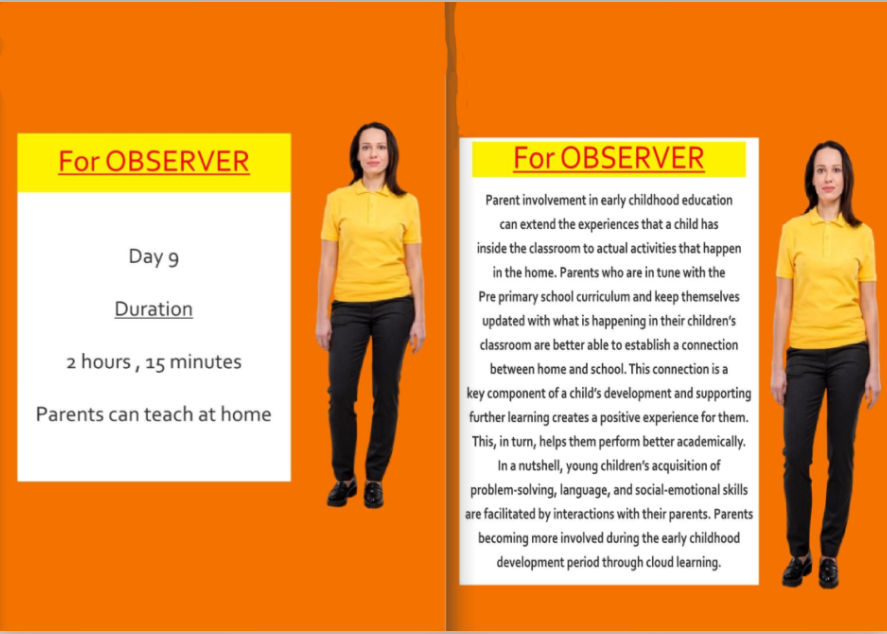 For OBSERVER
Day 9
Duration
2 hours , 15 minutes
Parents can teach at home
For OBSERVER
Parent involvement in early childhood education
can extend the experiences that a child has
inside the classroom to actual activities that happen
in the home. Parents who are in tune with the
Pre primary school curriculum and keep themselves
updated with what is happening in their children's
classroom are better able to establish a connection
between home and school. This connection is a
key component of a child's development and supporting
further learning creates a positive experience for them.
This, in turn, helps them perform better academically.
In a nutshell, young children's acquisition of
problem-solving, language, and social-emotional skills
are facilitated by interactions with their parents. Parents
becoming more involved during the early childhood
development period through cloud learning.